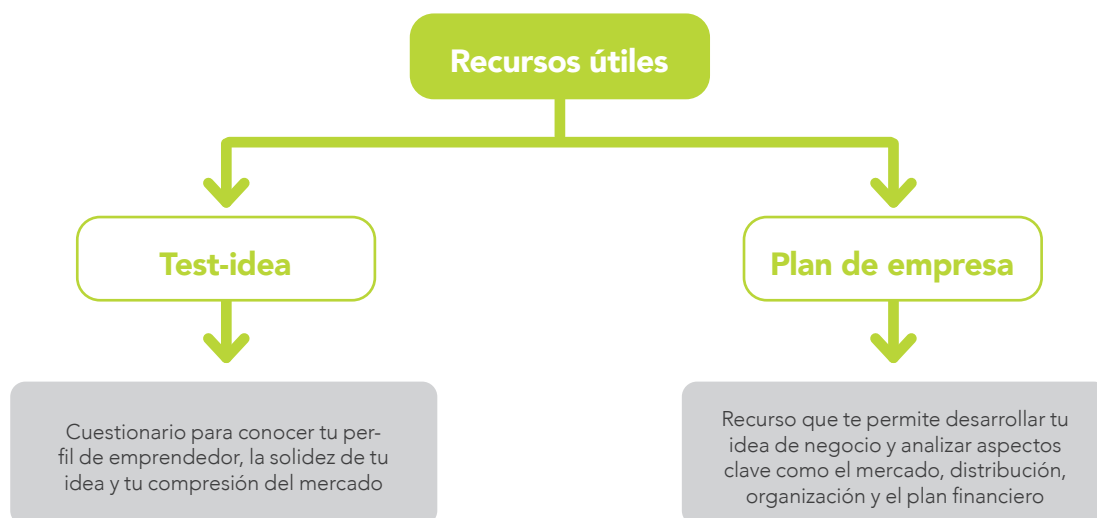 Recursos útiles
Test-idea
Plan de empresa
Cuestionario para conocer tu per-
fil de emprendedor, la solidez de tu
idea y tu compresión del mercado
Recurso que te permite desarrollar tu
idea de negocio y analizar aspectos
clave como el mercado, distribución,
organización y el plan financiero